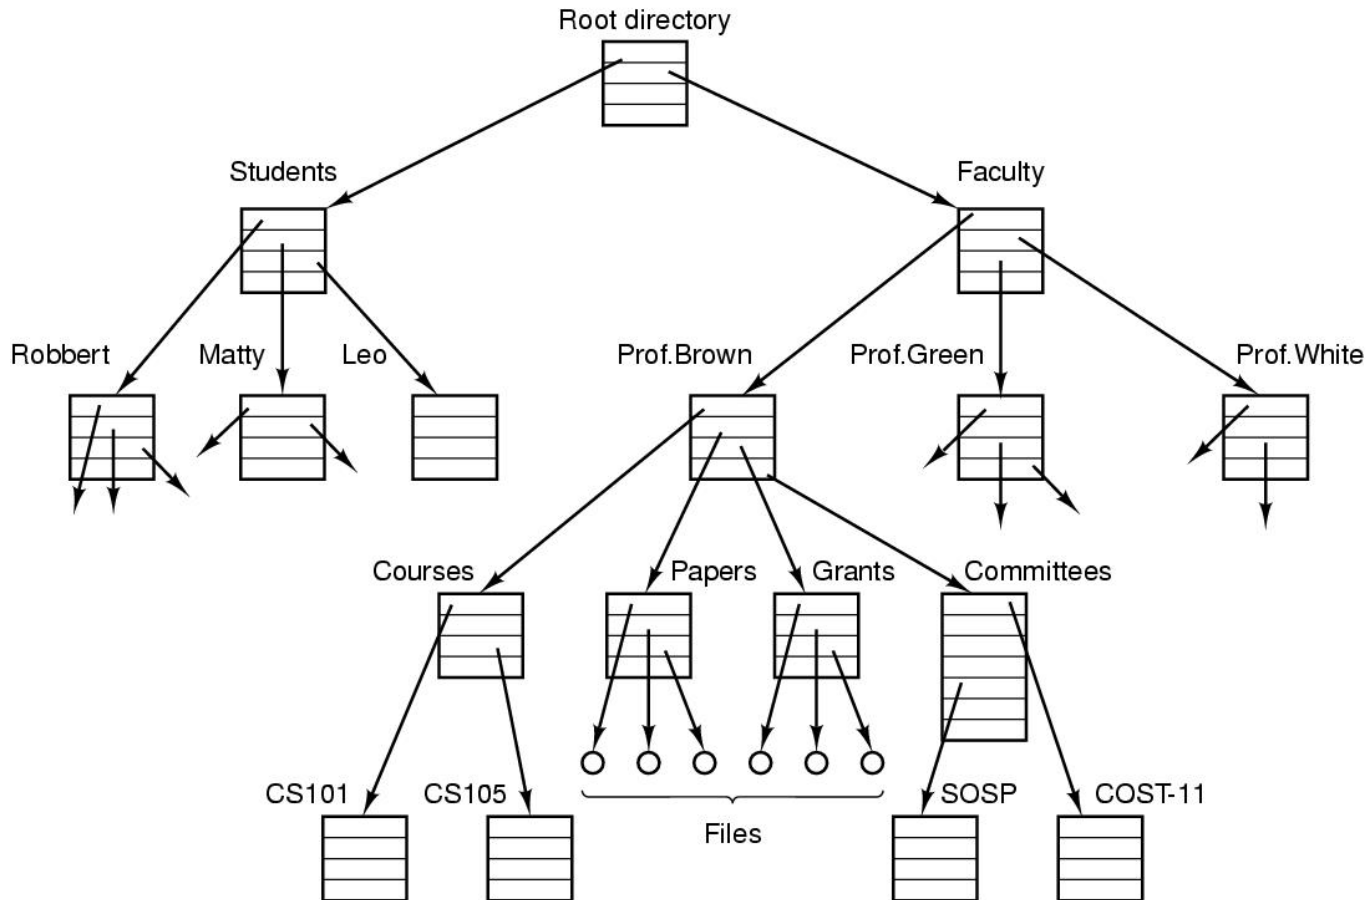 Root directory
Students
Faculty
Robbert
Matty
Leo
Prof.Brown
Prof.Green
Prof.White
Courses
Papers
Grants
Committees
CS101
CS105
SOSP
COST-11
Files